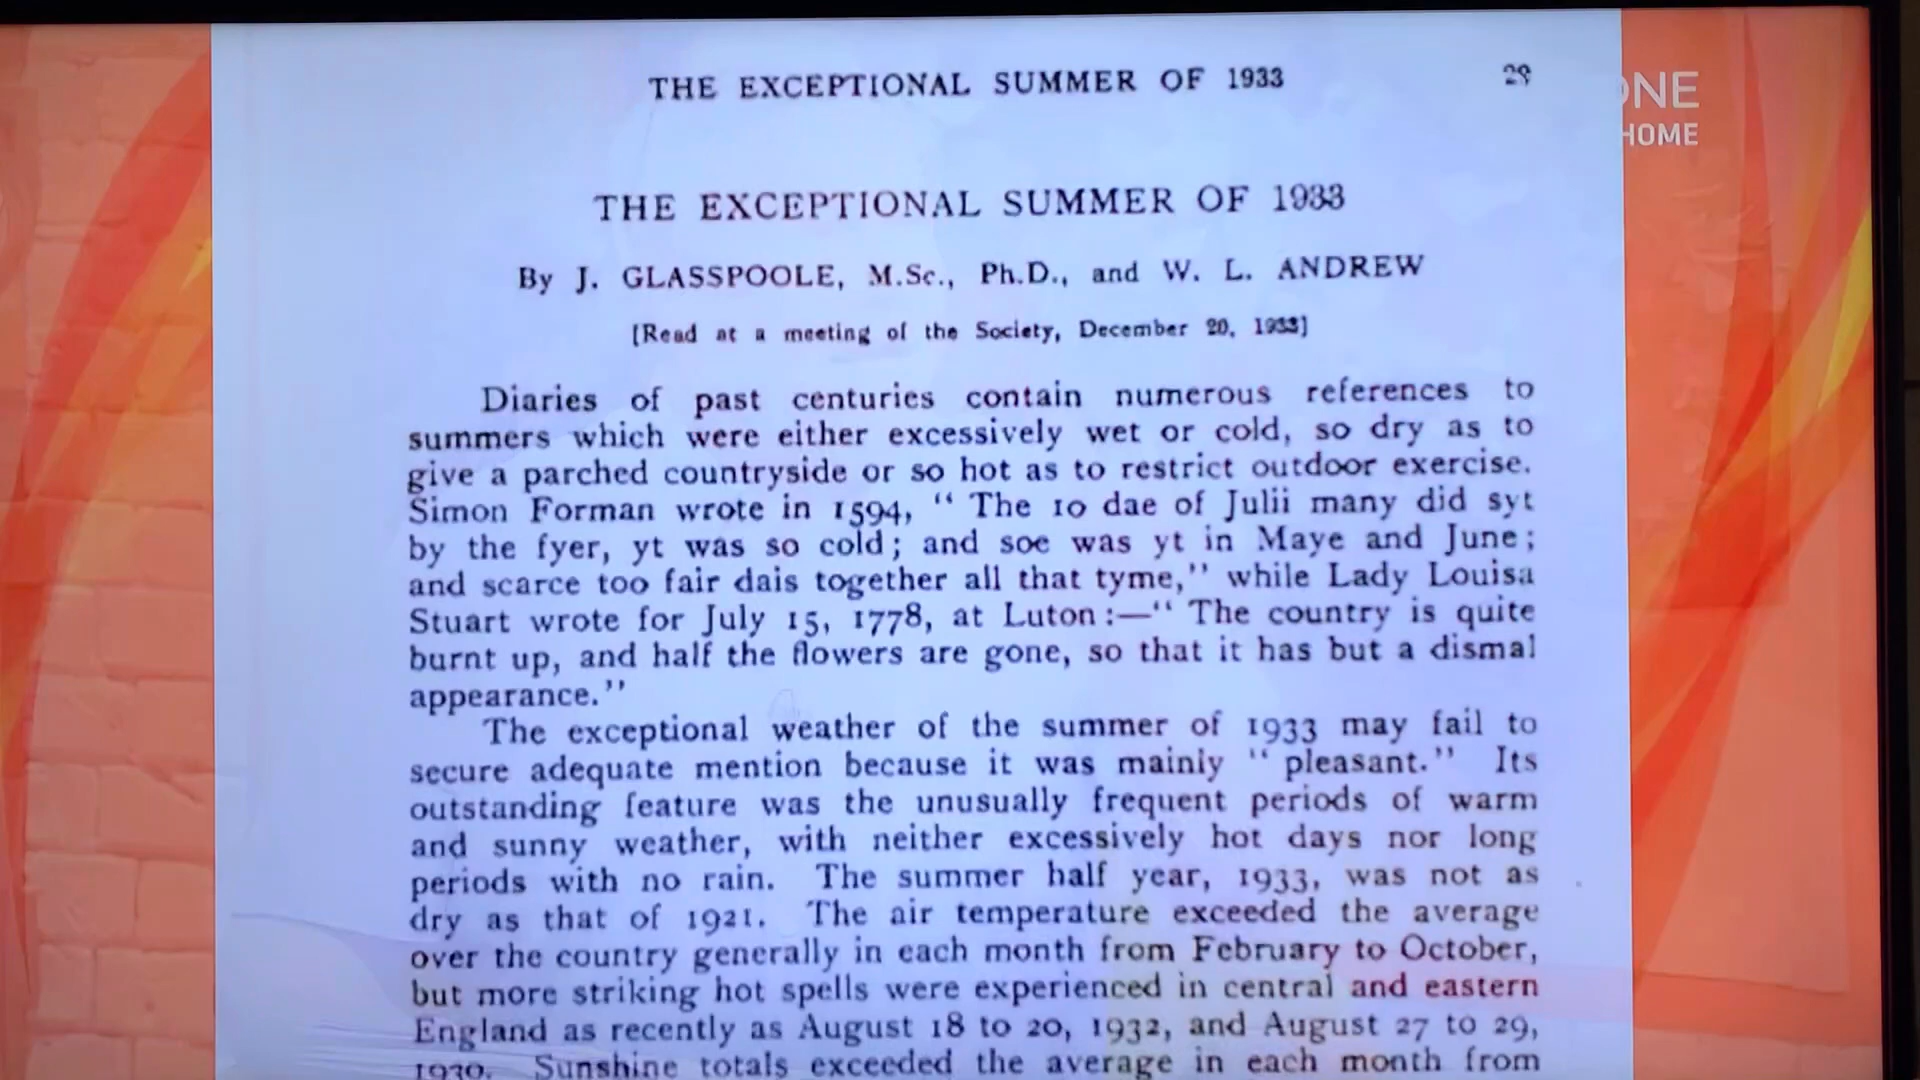 THE EXCEPTIONAL SUMMER OF 1933
ONE
HOME
THE EXCEPTIONAL SUMMER OF 1933
By J. GLASSPOOLE, M.Sc., Ph.D., and W. L. ANDREW
[Read at a meeting of the Society, December 20, 1933]
Diaries of past centuries contain numerous references to
summers which were either excessively wet or cold, so dry as to
give a parched countryside or so hot as to restrict outdoor exercise.
Simon Forman wrote in 1594, “ The 10 dae of Julii many did syt
by the fyer, yt was so cold; and soe was yt in Maye and June;
and scarce too fair dais together all that tyme,” while Lady Louisa
Stuart wrote for July 15, 1778, at Luton:—“ The country is quite
burnt up, and half the flowers are gone, so that it has but a dismal
appearance.”
The exceptional weather of the summer of 1933 may fail to
secure adequate mention because it was mainly “ pleasant.” Its
outstanding feature was the unusually frequent periods of warm
and sunny weather, with neither excessively hot days nor long
periods with no rain. The summer half year, 1933, was not as
dry as that of 1921. The air temperature exceeded the average
over the country generally in each month from February to October,
but more striking hot spells were experienced in central and eastern
England as recently as August 18 to 20, 1932, and August 27 to 29,
1930. Sunshine totals exceeded the average in each month from